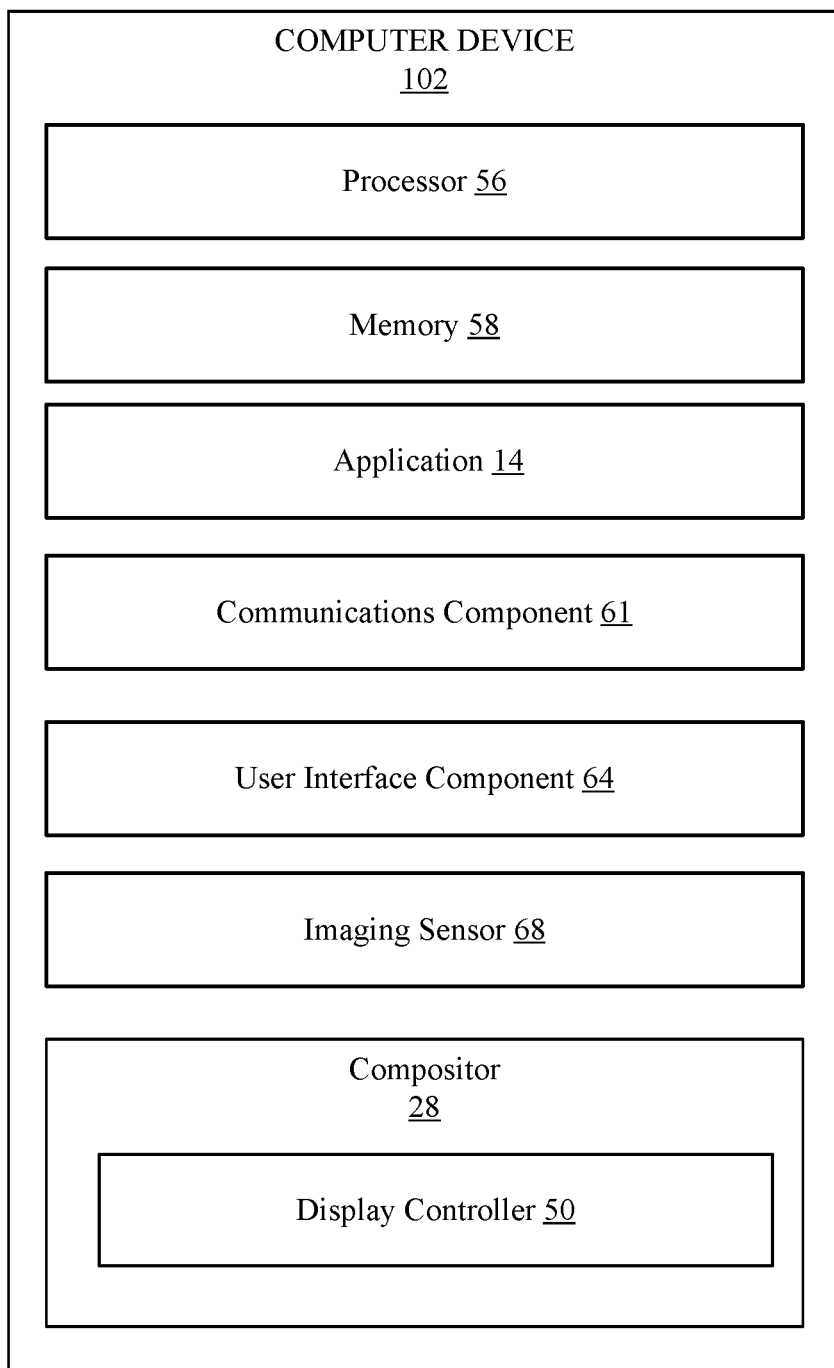 COMPUTER DEVICE
102
Processor 56
Memory 58
Application 14
Communications Component 61
User Interface Component 64
Imaging Sensor 68
Compositor
28
Display Controller 50